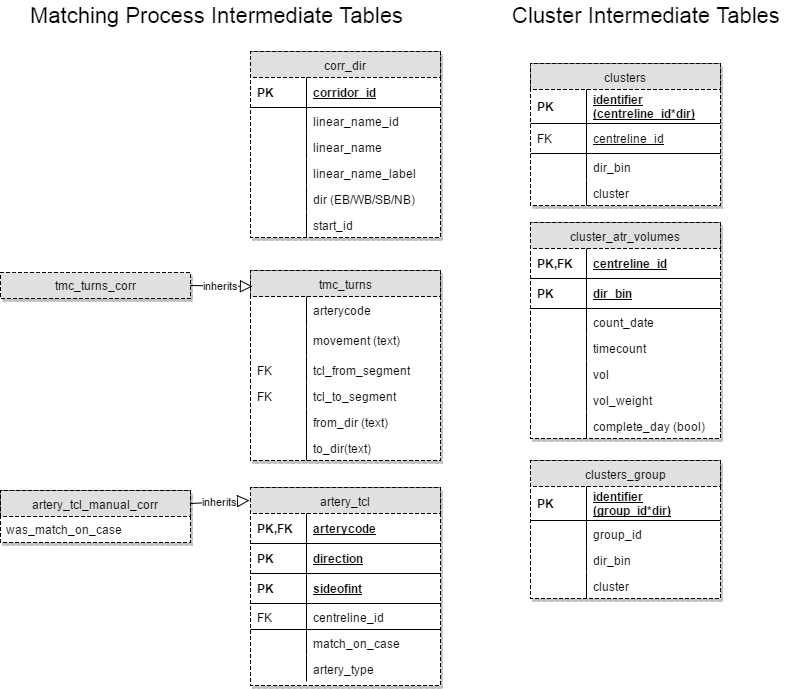 Matching Process Intermediate Tables
Cluster Intermediate Tables
corr_dir
PK corridor_id
linear_name_id
linear_name
linear_name_label
dir (EB/WB/SB/NB)
start_id
tmc_turns_corr
inherits
tmc_turns
arterycode
movement (text)
FK tcl_from_segment
FK tcl_to_segment
from_dir (text)
to_dir(text)
artery_tcl_manual_corr
was_match_on_case
inherits
artery_tcl
PK,FK arterycode
PK direction
PK sideofint
FK centreline_id
match_on_case
artery_type
clusters
PK identifier
(centreline_id*dir)
FK centreline_id
dir_bin
cluster
cluster_atr_volumes
PK,FK centreline_id
PK dir_bin
count_date
timecount
vol
vol_weight
complete_day (bool)
clusters_group
PK identifier
(group_id*dir)
group_id
dir_bin
cluster